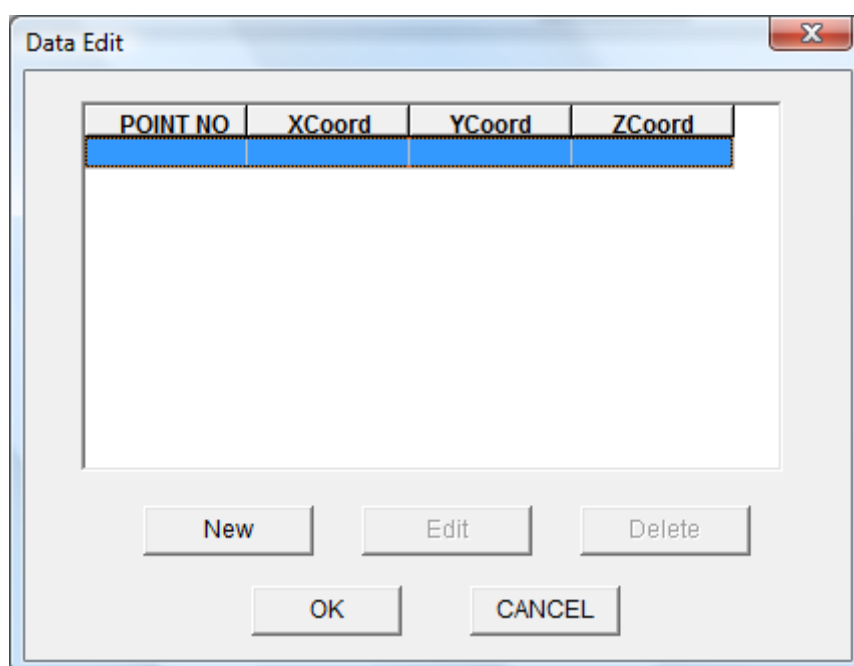 Data Edit
POINT NO XCoord YCoord ZCoord
New Edit Delete
OK CANCEL